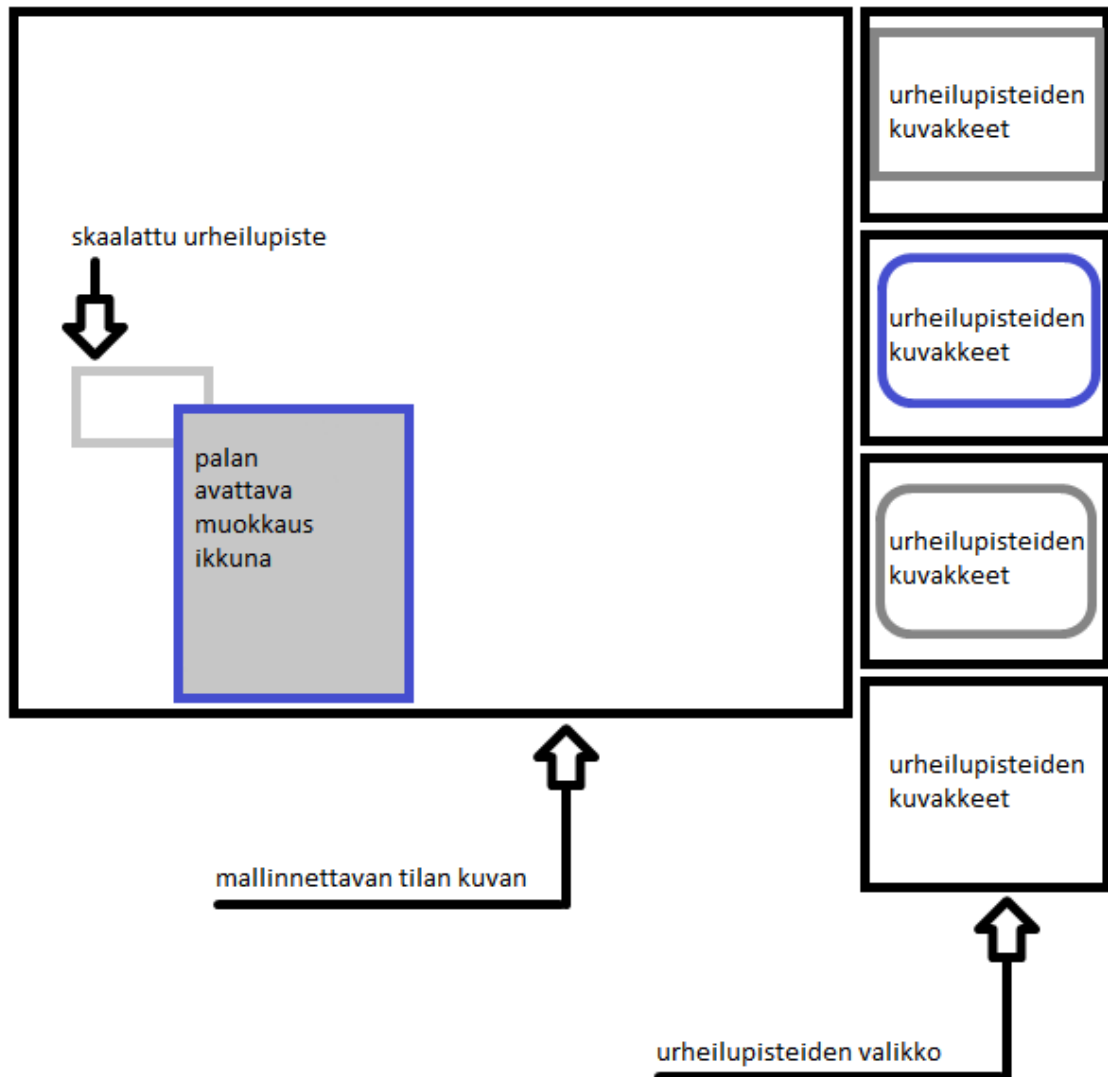 urheilupisteiden
kuvakkeet
skaalattu urheilupiste
urheilupisteiden
kuvakkeet
palan
avattava
muokkaus
ikkuna
urheilupisteiden
kuvakkeet
urheilupisteiden
kuvakkeet
mallinnettavan tilan kuvan
urheilupisteiden valikko